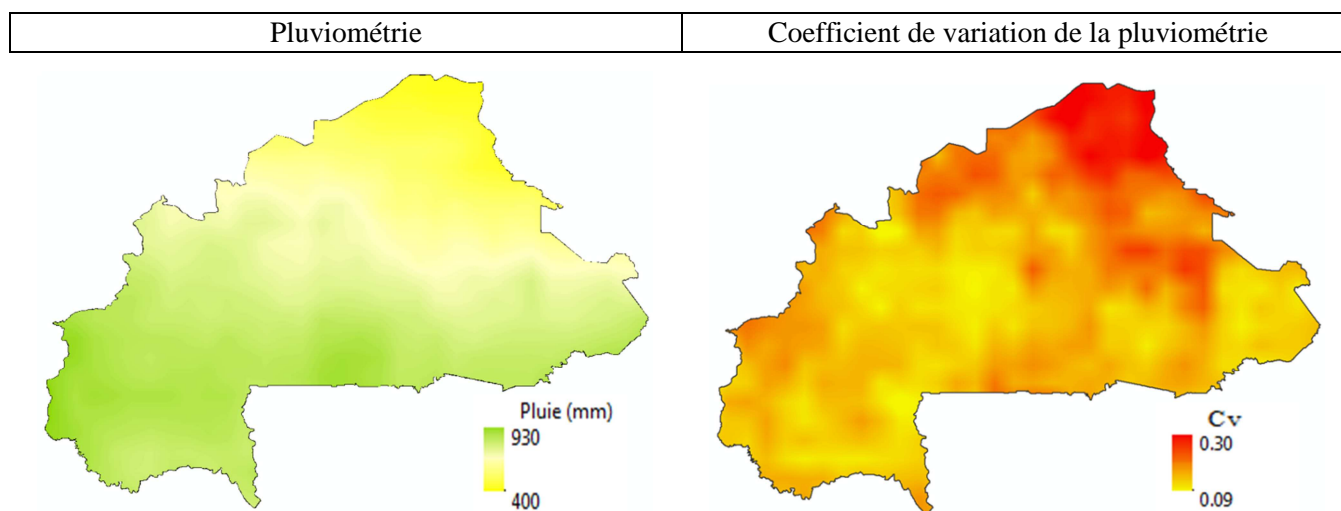 Pluviométrie
Coefficient de variation de la pluviométrie
Pluie (mm)
930
400
Cv
0.30
0.09